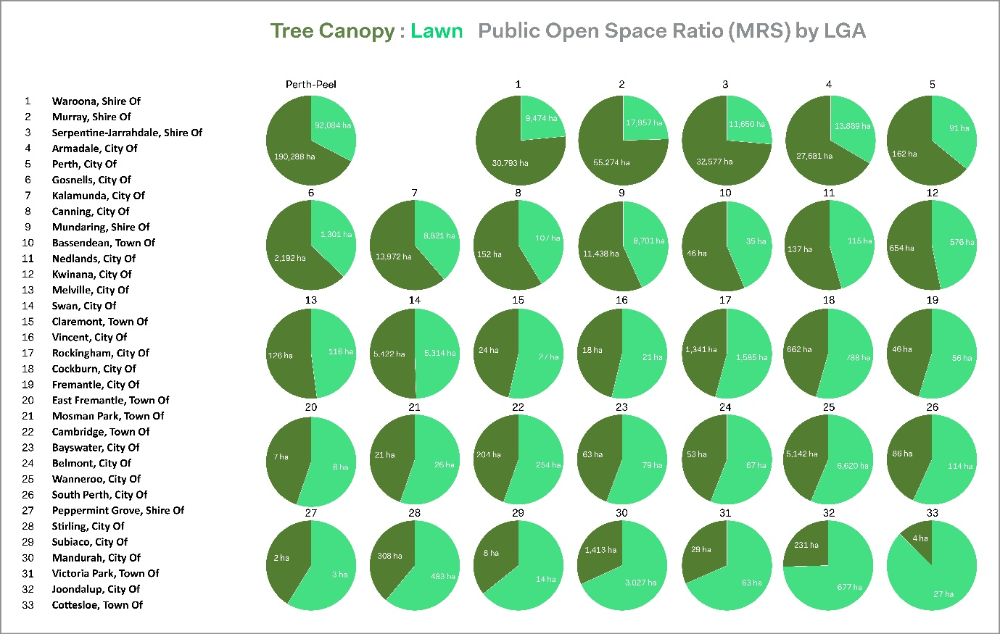 Tree Canopy : Lawn Public Open Space Ratio (MRS) by LGA
1 Waroona, Shire Of
2 Murray, Shire Of
3 Serpentine-Jarrahdale, Shire Of
4 Armadale, City Of
5 Perth, City Of
6 Gosnells, City Of
7 Kalamunda, City Of
8 Canning, City Of
9 Mundaring, Shire Of
10 Bassendean, Town Of
11 Nedlands, City Of
12 Kwinana, City Of
13 Melville, City Of
14 Swan, City Of
15 Claremont, Town Of
16 Vincent, City Of
17 Rockingham, City Of
18 Cockburn, City Of
19 Fremantle, City Of
20 East Fremantle, Town Of
21 Mosman Park, Town Of
22 Cambridge, Town Of
23 Bayswater, City Of
24 Belmont, City Of
25 Wanneroo, City Of
26 South Perth, City Of
27 Peppermint Grove, Shire Of
28 Stirling, City Of
29 Subiaco, City Of
30 Mandurah, City Of
31 Victoria Park, Town Of
32 Joondalup, City Of
33 Cottesloe, Town Of
Perth-Peel
92,084 ha
190,288 ha
1
9,474 ha
30.793 ha
2
17,957 ha
55.274 ha
3
11,650 ha
32,577 ha
4
13.889 ha
27,681 ha
5
91 ha
162 ha
6
1,301 ha
2,192 ha
7
8,821 ha
13,972 ha
8
107 ha
152 ha
9
8,701 ha
11,438 ha
10
35 ha
46 ha
11
115 ha
137 ha
12
576 ha
654 ha
13
126 ha
116 ha
14
5.422 ha
5,314 ha
15
24 ha
27 ha
16
18 ha
21 ha
17
1,341 ha
1,585 ha
18
662 ha
788 ha
19
46 ha
56 ha
20
7 ha
8 ha
21
21 ha
26 ha
22
204 ha
254 ha
23
63 ha
79 ha
24
53 ha
67 ha
25
5,142 ha
6,620 ha
26
86 ha
114 ha
27
2 ha
3 ha
28
308 ha
483 ha
29
8 ha
14 ha
30
1,413 ha
3.027 ha
31
29 ha
63 ha
32
231 ha
677 ha
33
4 ha
27 ha